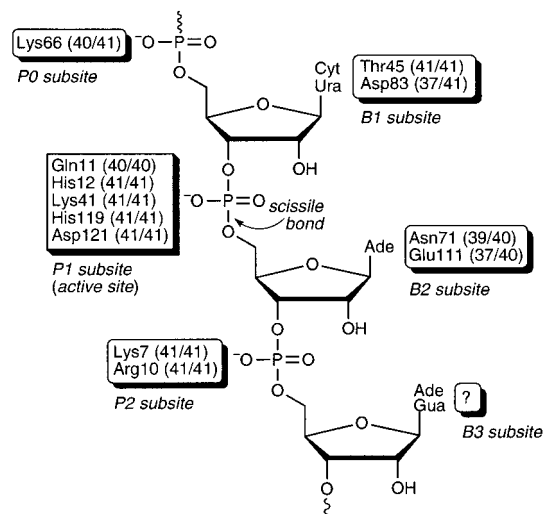 Lys66 (40/41)
P0 subsite
⁻O
P=O
O
O
Cyt
Ura
Thr45 (41/41)
Asp83 (37/41)
B1 subsite
O
OH
Gln11 (40/40)
His12 (41/41)
Lys41 (41/41)
His119 (41/41)
Asp121 (41/41)
P1 subsite
(active site)
⁻O
P=O
O
scissile
bond
O
Ade
Asn71 (39/40)
Glu111 (37/40)
B2 subsite
O
OH
Lys7 (41/41)
Arg10 (41/41)
P2 subsite
⁻O
P=O
O
Ade
Gua
?
B3 subsite
O
O
OH